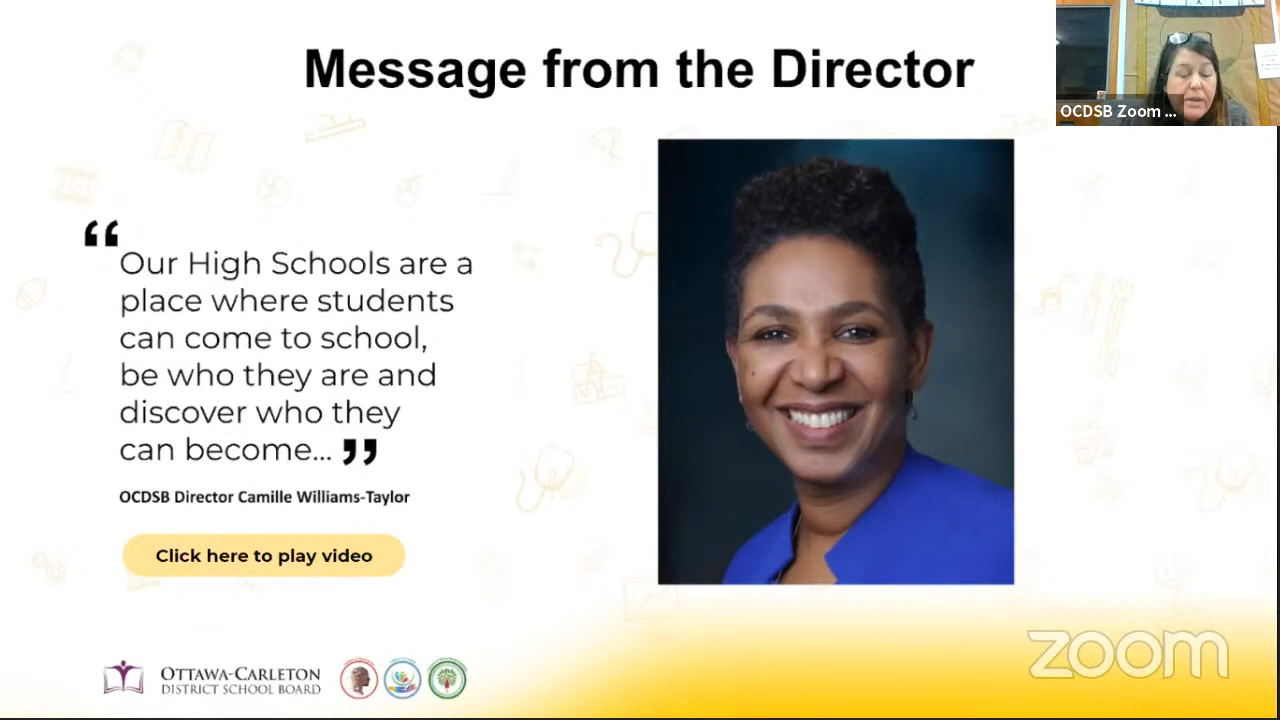 Message from the Director
OCDSB Zoom ...
“
Our High Schools are a
place where students
can come to school,
be who they are and
discover who they
can become... ”
OCDSB Director Camille Williams-Taylor
Click here to play video
OTTAWA-CARLETON
DISTRICT SCHOOL BOARD
zoom